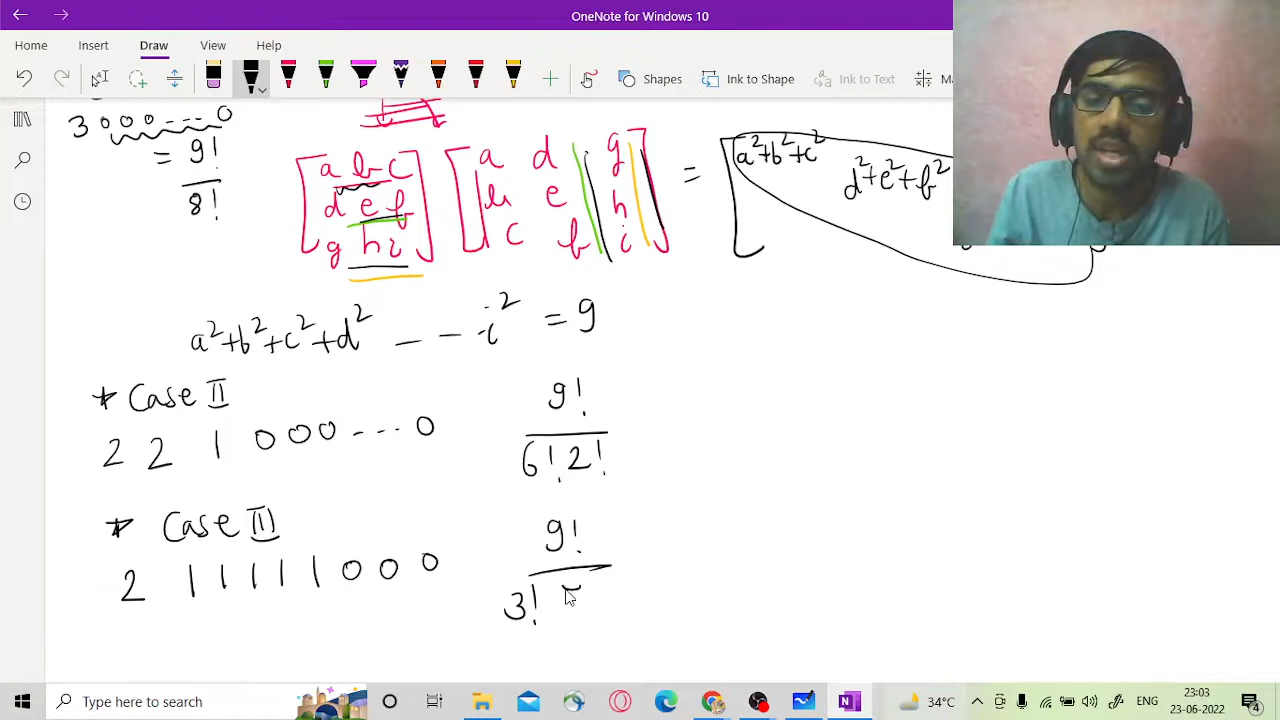 OneNote for Windows 10
Home Insert Draw View Help
Shapes Ink to Shape Ink to Text Ma
3 0 0 0 --- 0
= 9!
8!
a b c
d e f
g h i
a d g
b e h
c f i
=
a²+b²+c²
d²+e²+f²
a²+b²+c²+d² -- i² = 9
* Case II
2 2 1 0 0 0 --- 0
9!
6! 2!
* Case III
2 1 1 1 1 1 0 0 0
9!
3!
Type here to search
34°C
23:03
23-06-2022